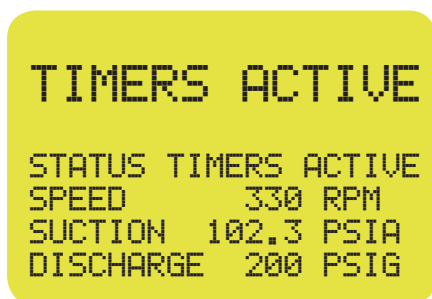 TIMERS ACTIVE
STATUS TIMERS ACTIVE
SPEED 330 RPM
SUCTION 102.3 PSIA
DISCHARGE 200 PSIG